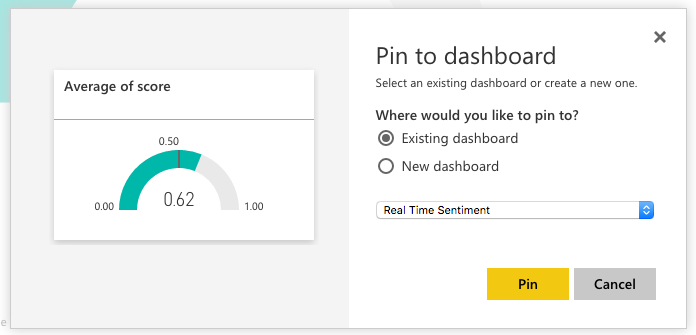 Average of score
0.50
0.00
0.62
1.00
Pin to dashboard
Select an existing dashboard or create a new one.
Where would you like to pin to?
Existing dashboard
New dashboard
Real Time Sentiment
Pin
Cancel
e